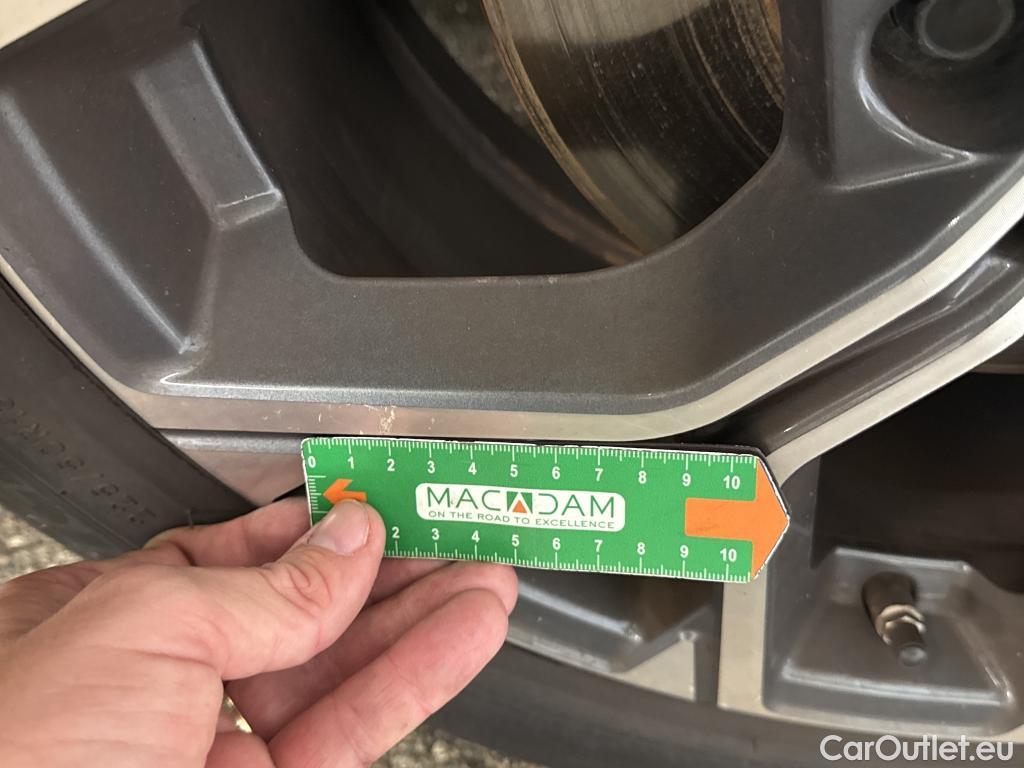 0 1 2 3 4 5 6 7 8 9 10
MACADAM
ON THE ROAD TO EXCELLENCE
2 3 4 5 6 7 8 9 10
CarOutlet.eu